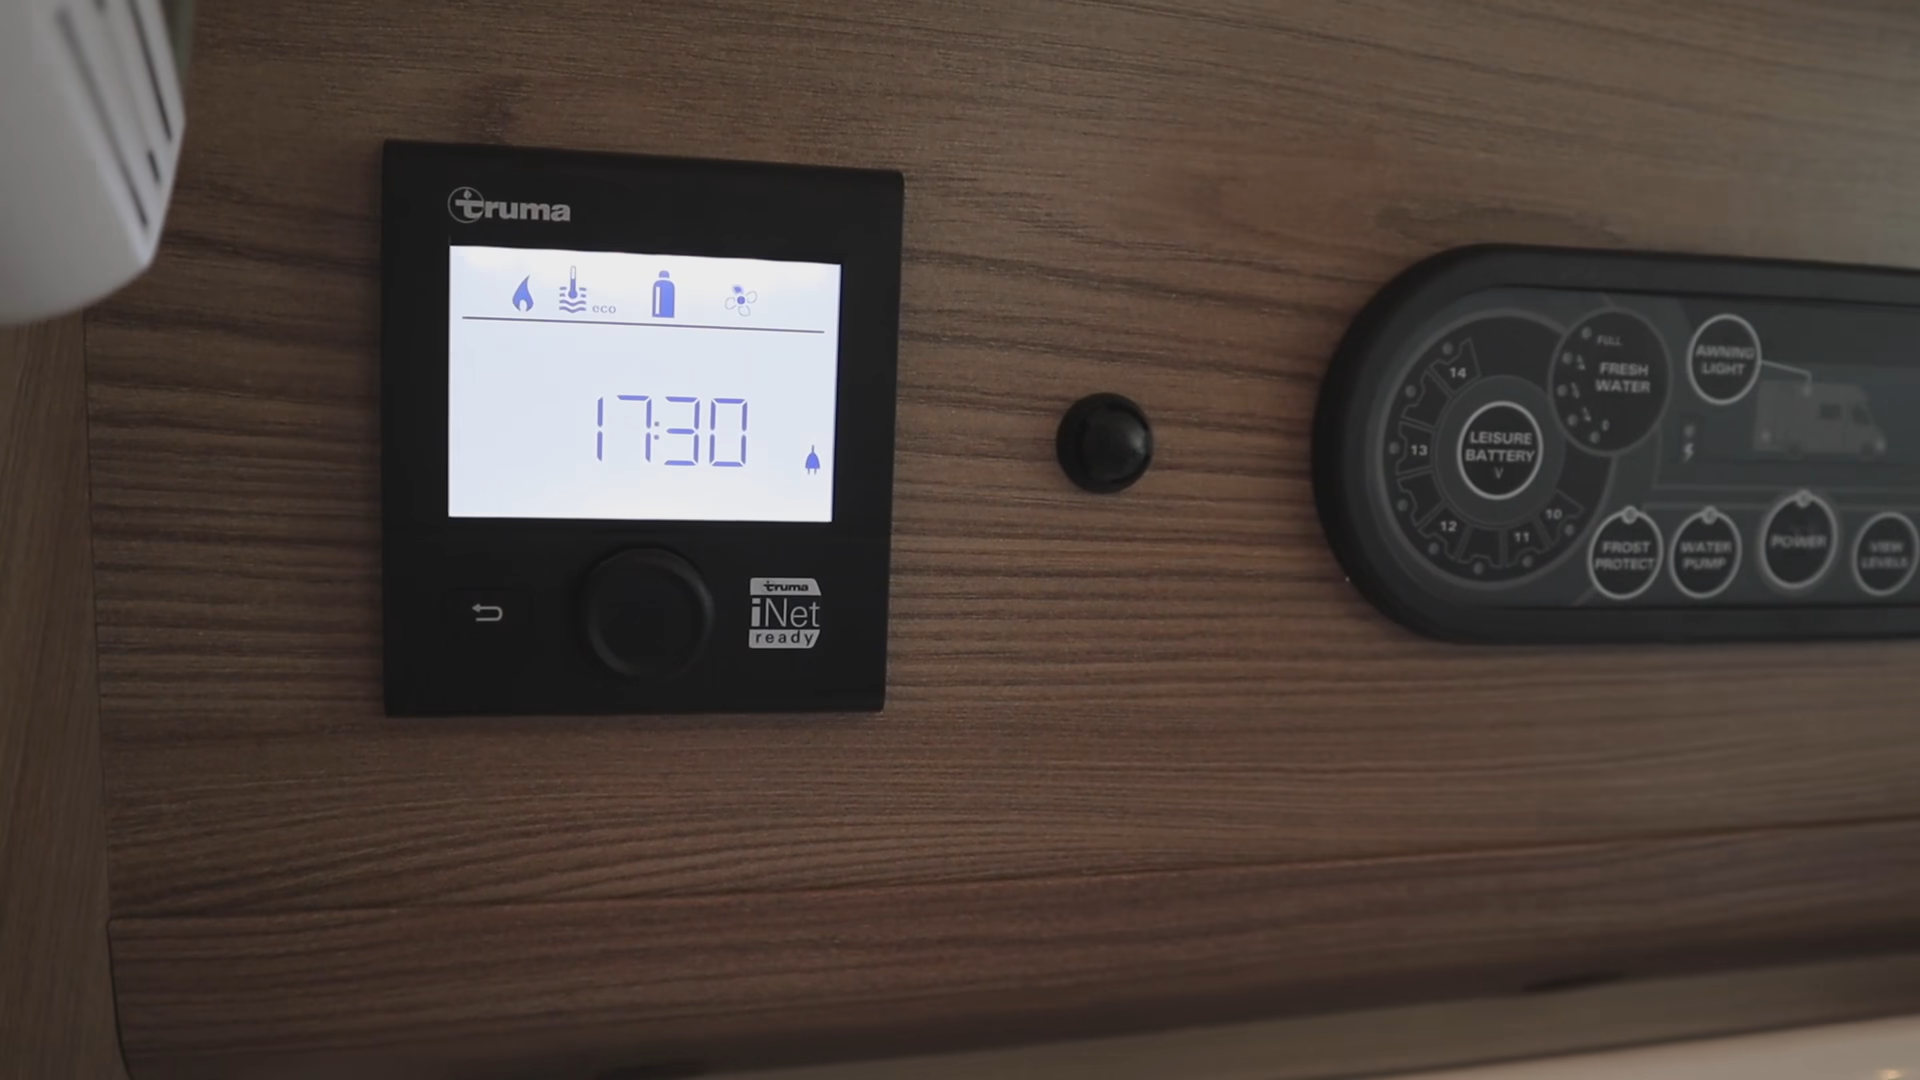 truma
eco
17:30
truma
iNet
ready
14
13
12
11
10
LEISURE
BATTERY
V
FULL
FRESH
WATER
0
AWNING
LIGHT
FROST
PROTECT
WATER
PUMP
POWER
VIEW
LEVELS